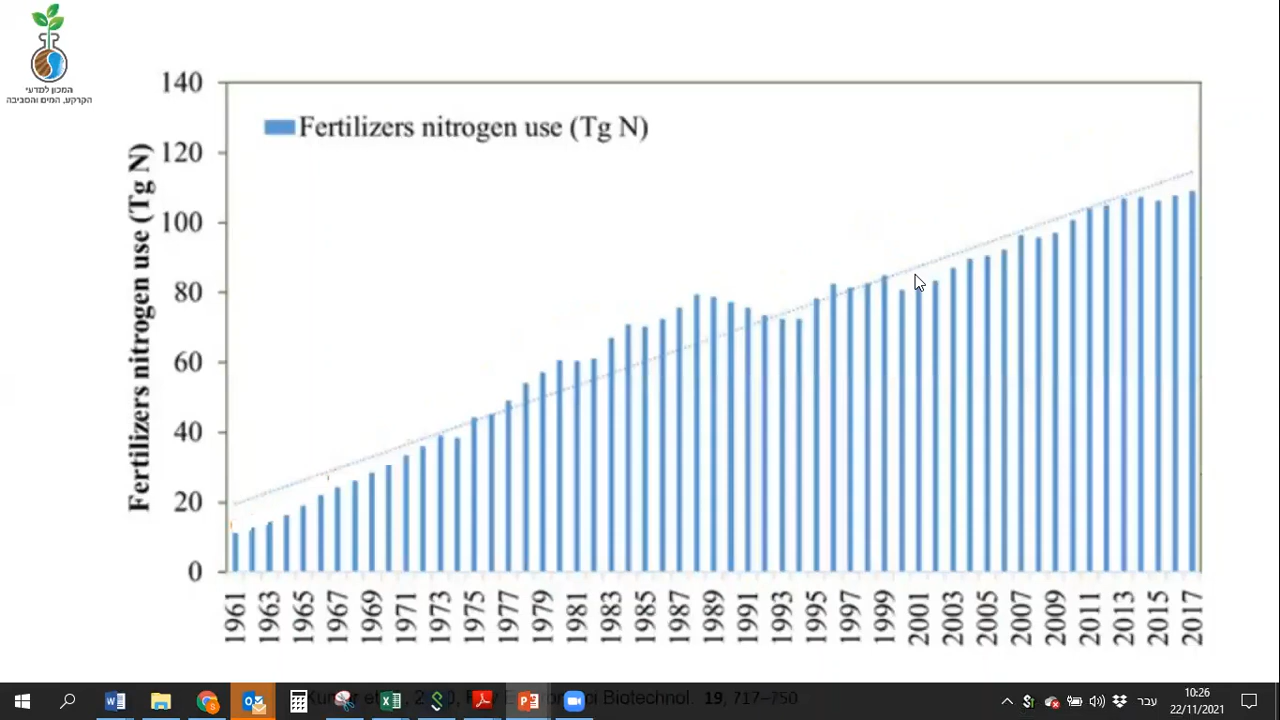 המכון למדעי
הקרקע, המים והסביבה
Fertilizers nitrogen use (Tg N)
Fertilizers nitrogen use (Tg N)
140
120
100
80
60
40
20
0
1961 1963 1965 1967 1969 1971 1973 1975 1977 1979 1981 1983 1985 1987 1989 1991 1993 1995 1997 1999 2001 2003 2005 2007 2009 2011 2013 2015 2017
Biotechnol. 19, 717–750
עבר
10:26
22/11/2021